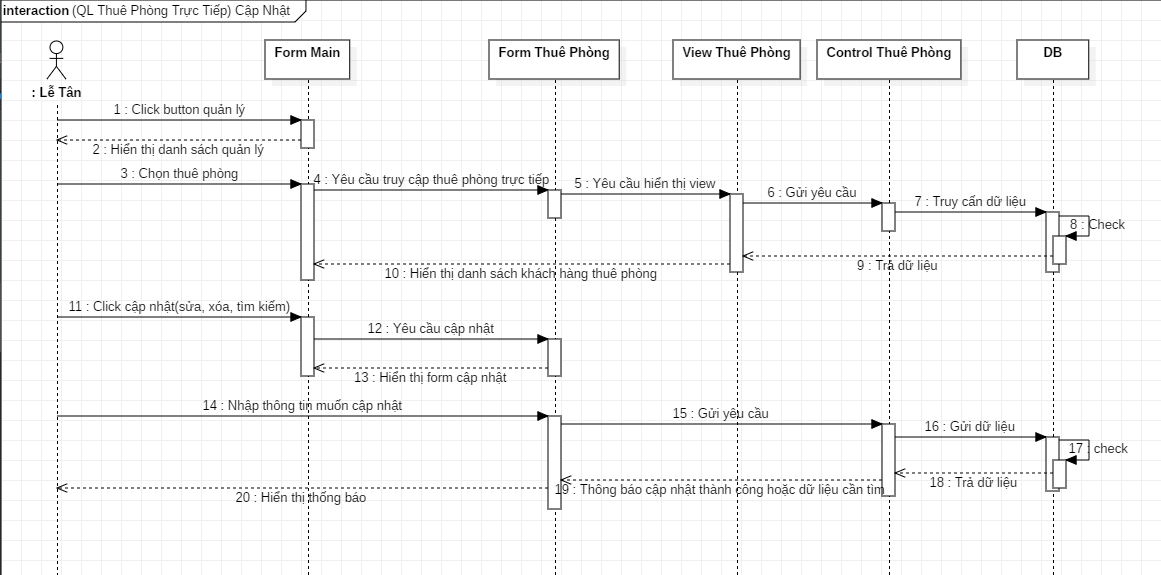 interaction (QL Thuê Phòng Trực Tiếp) Cập Nhật
Form Main
Form Thuê Phòng
View Thuê Phòng
Control Thuê Phòng
DB
: Lễ Tân
1 : Click button quản lý
2 : Hiển thị danh sách quản lý
3 : Chọn thuê phòng
4 : Yêu cầu truy cập thuê phòng trực tiếp
5 : Yêu cầu hiển thị view
6 : Gửi yêu cầu
7 : Truy cấn dữ liệu
8 : Check
9 : Trả dữ liệu
10 : Hiển thị danh sách khách hàng thuê phòng
11 : Click cập nhật(sửa, xóa, tìm kiếm)
12 : Yêu cầu cập nhật
13 : Hiển thị form cập nhật
14 : Nhập thông tin muốn cập nhật
15 : Gửi yêu cầu
16 : Gửi dữ liệu
17 : check
18 : Trả dữ liệu
19 : Thông báo cập nhật thành công hoặc dữ liệu cần tìm
20 : Hiển thị thống báo